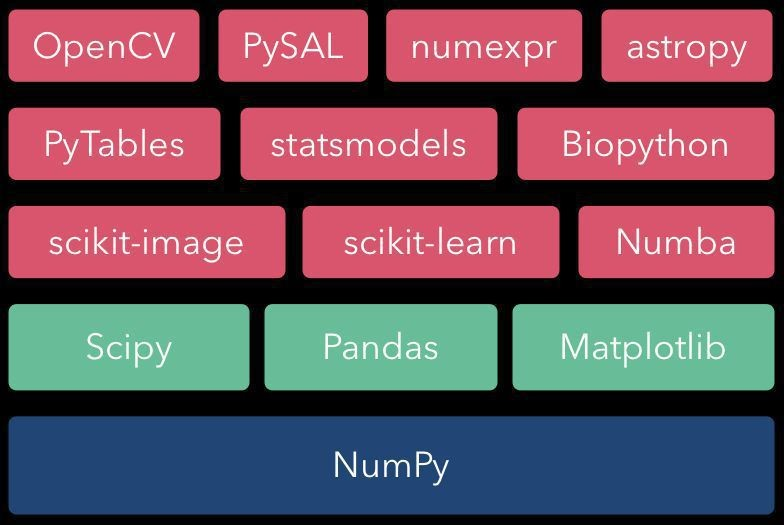 OpenCV PySAL numexpr astropy
PyTables statsmodels Biopython
scikit-image scikit-learn Numba
Scipy Pandas Matplotlib
NumPy